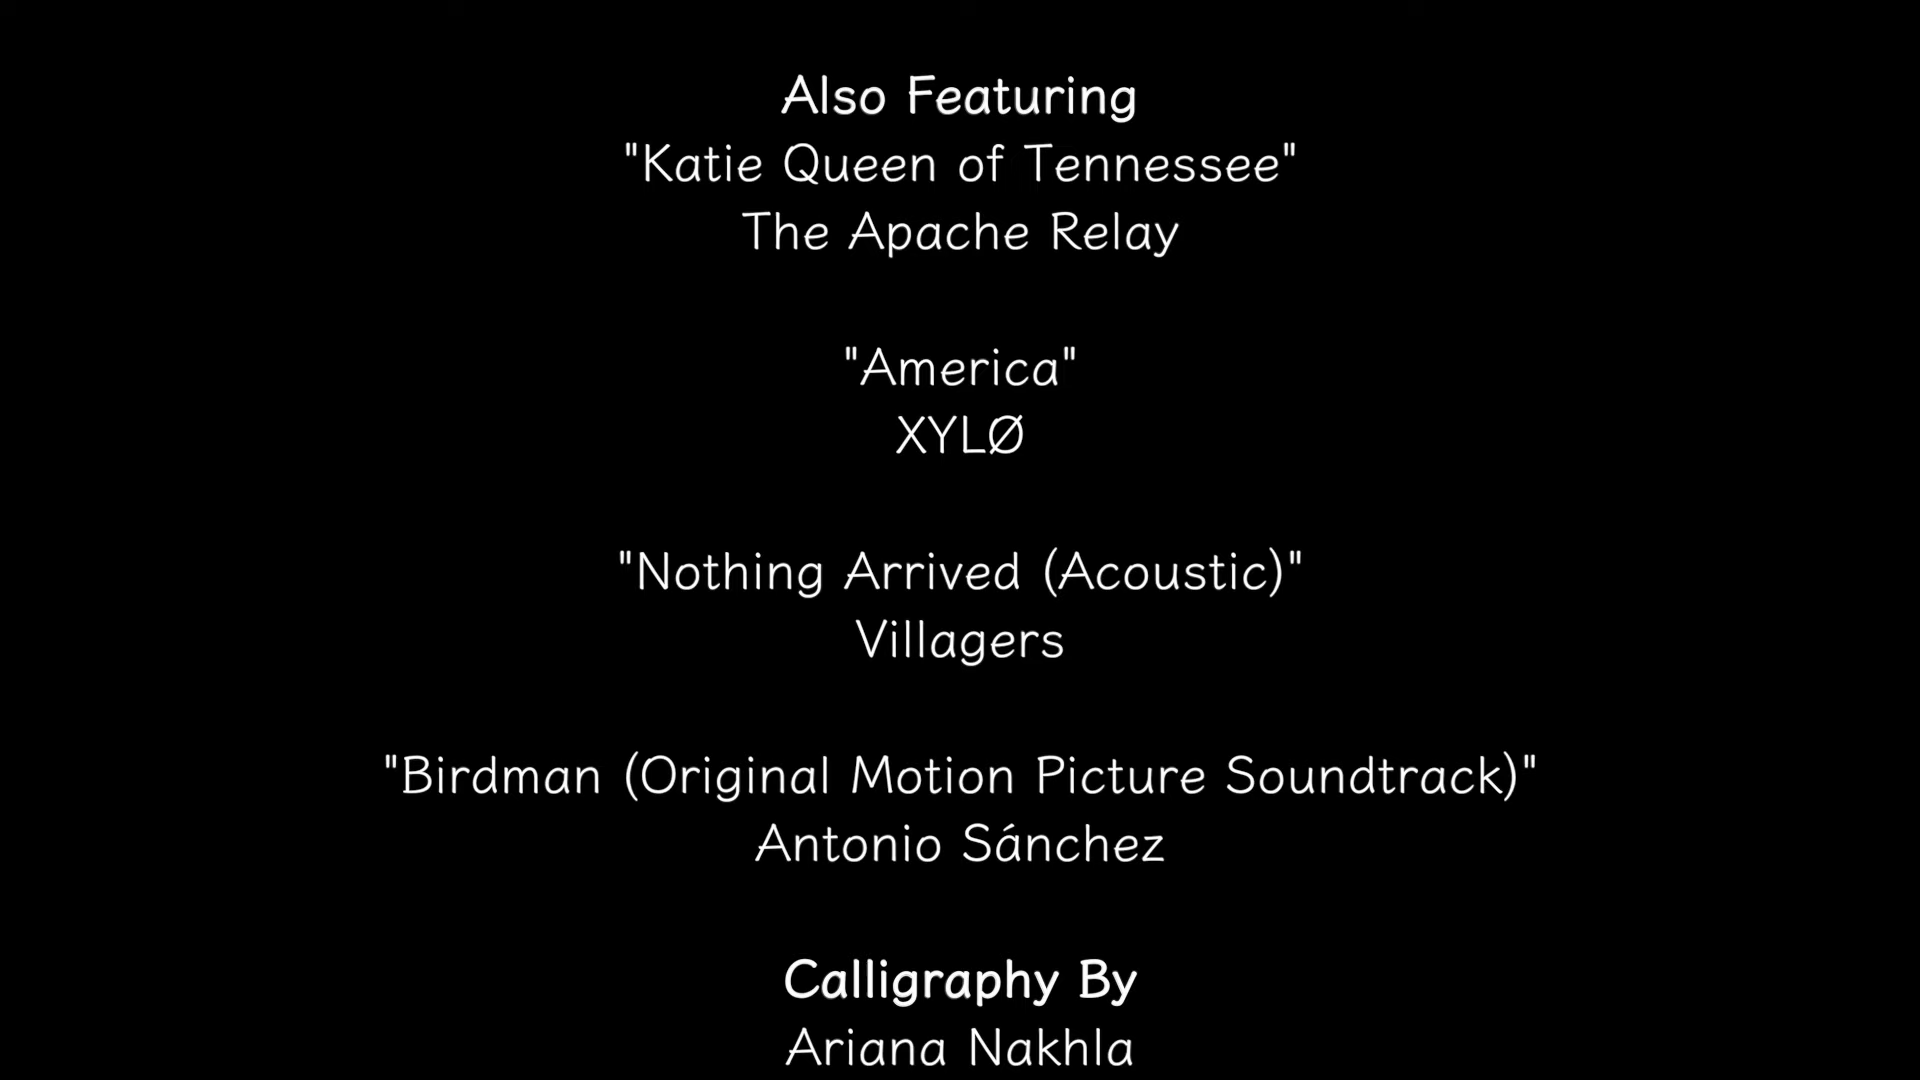 Also Featuring
"Katie Queen of Tennessee"
The Apache Relay
"America"
XYLØ
"Nothing Arrived (Acoustic)"
Villagers
"Birdman (Original Motion Picture Soundtrack)"
Antonio Sánchez
Calligraphy By
Ariana Nakhla